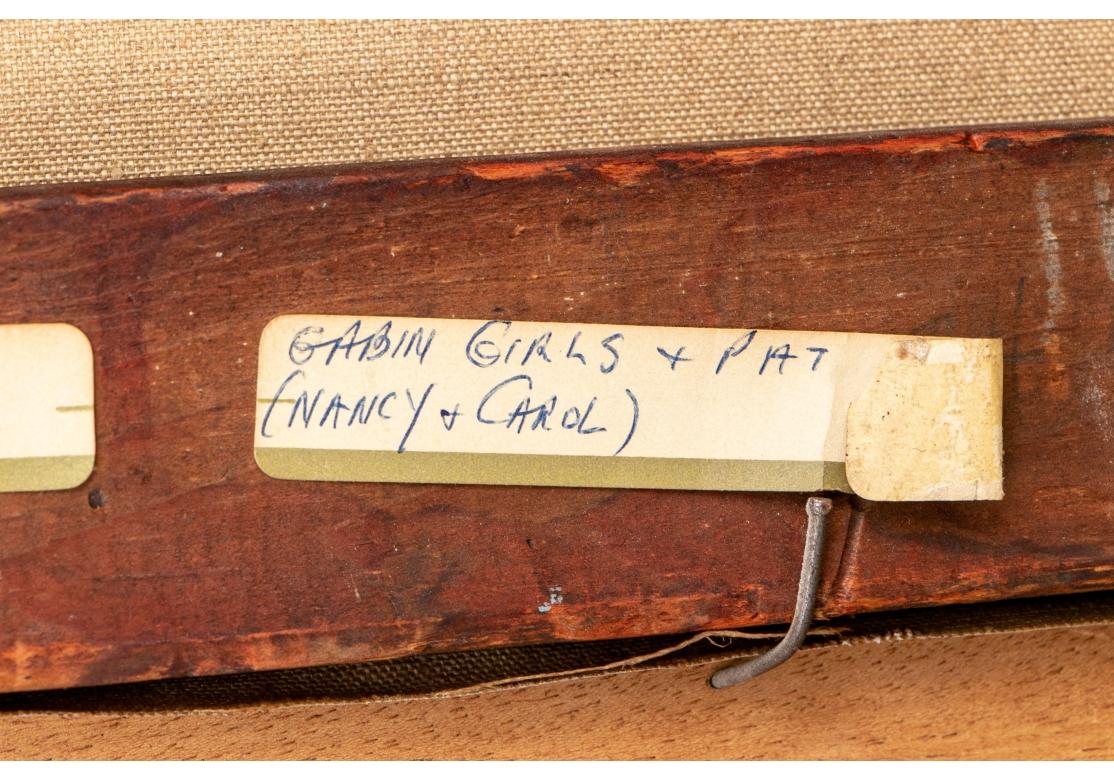 GABIN GIRLS + PAT
(NANCY + CAROL)